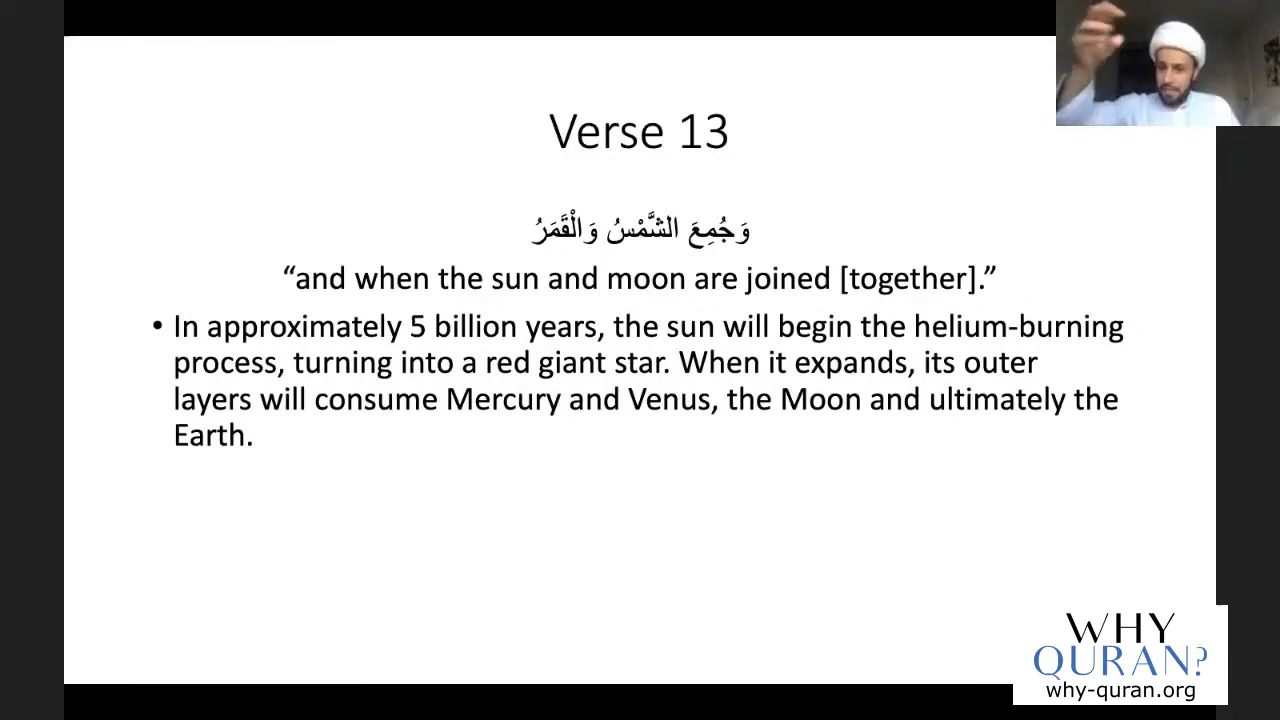 Verse 13
وَجُمِعَ الشَّمْسُ وَالْقَمَرُ
“and when the sun and moon are joined [together].”
• In approximately 5 billion years, the sun will begin the helium-burning
process, turning into a red giant star. When it expands, its outer
layers will consume Mercury and Venus, the Moon and ultimately the
Earth.
WHY
QURAN?
why-quran.org